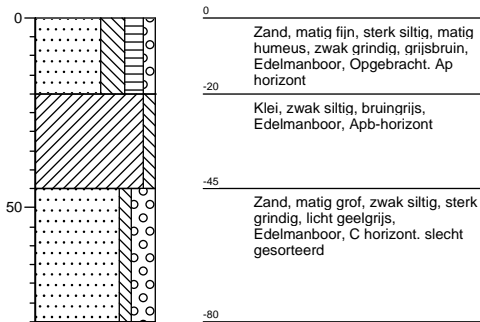 0
0
Zand, matig fijn, sterk siltig, matig
humeus, zwak grindig, grijsbruin,
Edelmanboor, Opgebracht. Ap
horizont
-20
Klei, zwak siltig, bruingrijs,
Edelmanboor, Apb-horizont
-45
50
Zand, matig grof, zwak siltig, sterk
grindig, licht geelgrijs,
Edelmanboor, C horizont. slecht
gesorteerd
-80